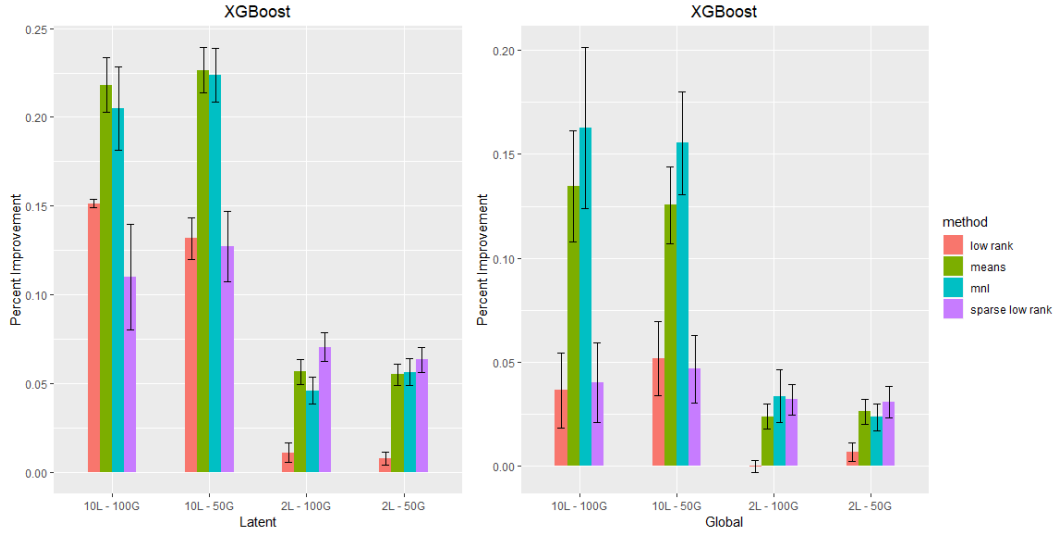 XGBoost
Percent Improvement
0.25
0.20
0.15
0.10
0.05
0.00
10L - 100G
10L - 50G
2L - 100G
2L - 50G
Latent
XGBoost
Percent Improvement
0.20
0.15
0.10
0.05
0.00
10L - 100G
10L - 50G
2L - 100G
2L - 50G
Global
method
low rank
means
mnl
sparse low rank